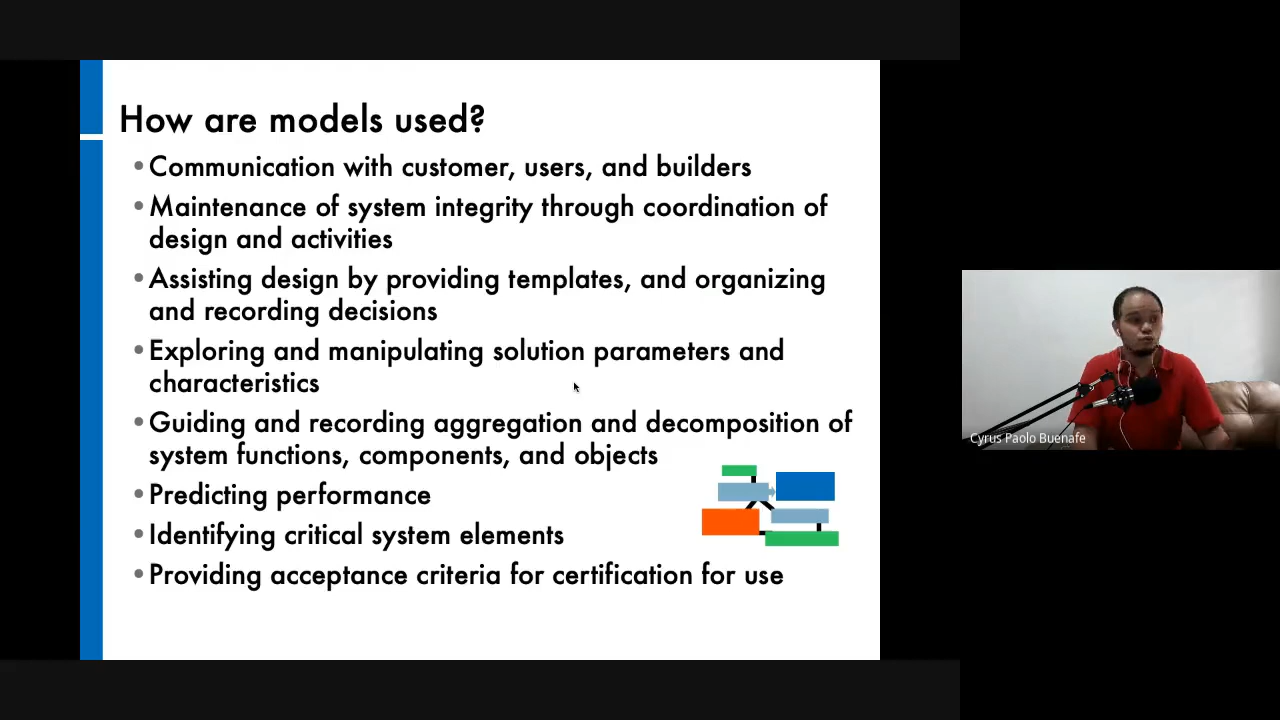 How are models used?
•Communication with customer, users, and builders
•Maintenance of system integrity through coordination of
design and activities
•Assisting design by providing templates, and organizing
and recording decisions
•Exploring and manipulating solution parameters and
characteristics
•Guiding and recording aggregation and decomposition of
system functions, components, and objects
•Predicting performance
•Identifying critical system elements
•Providing acceptance criteria for certification for use
Cyrus Paolo Buenafe